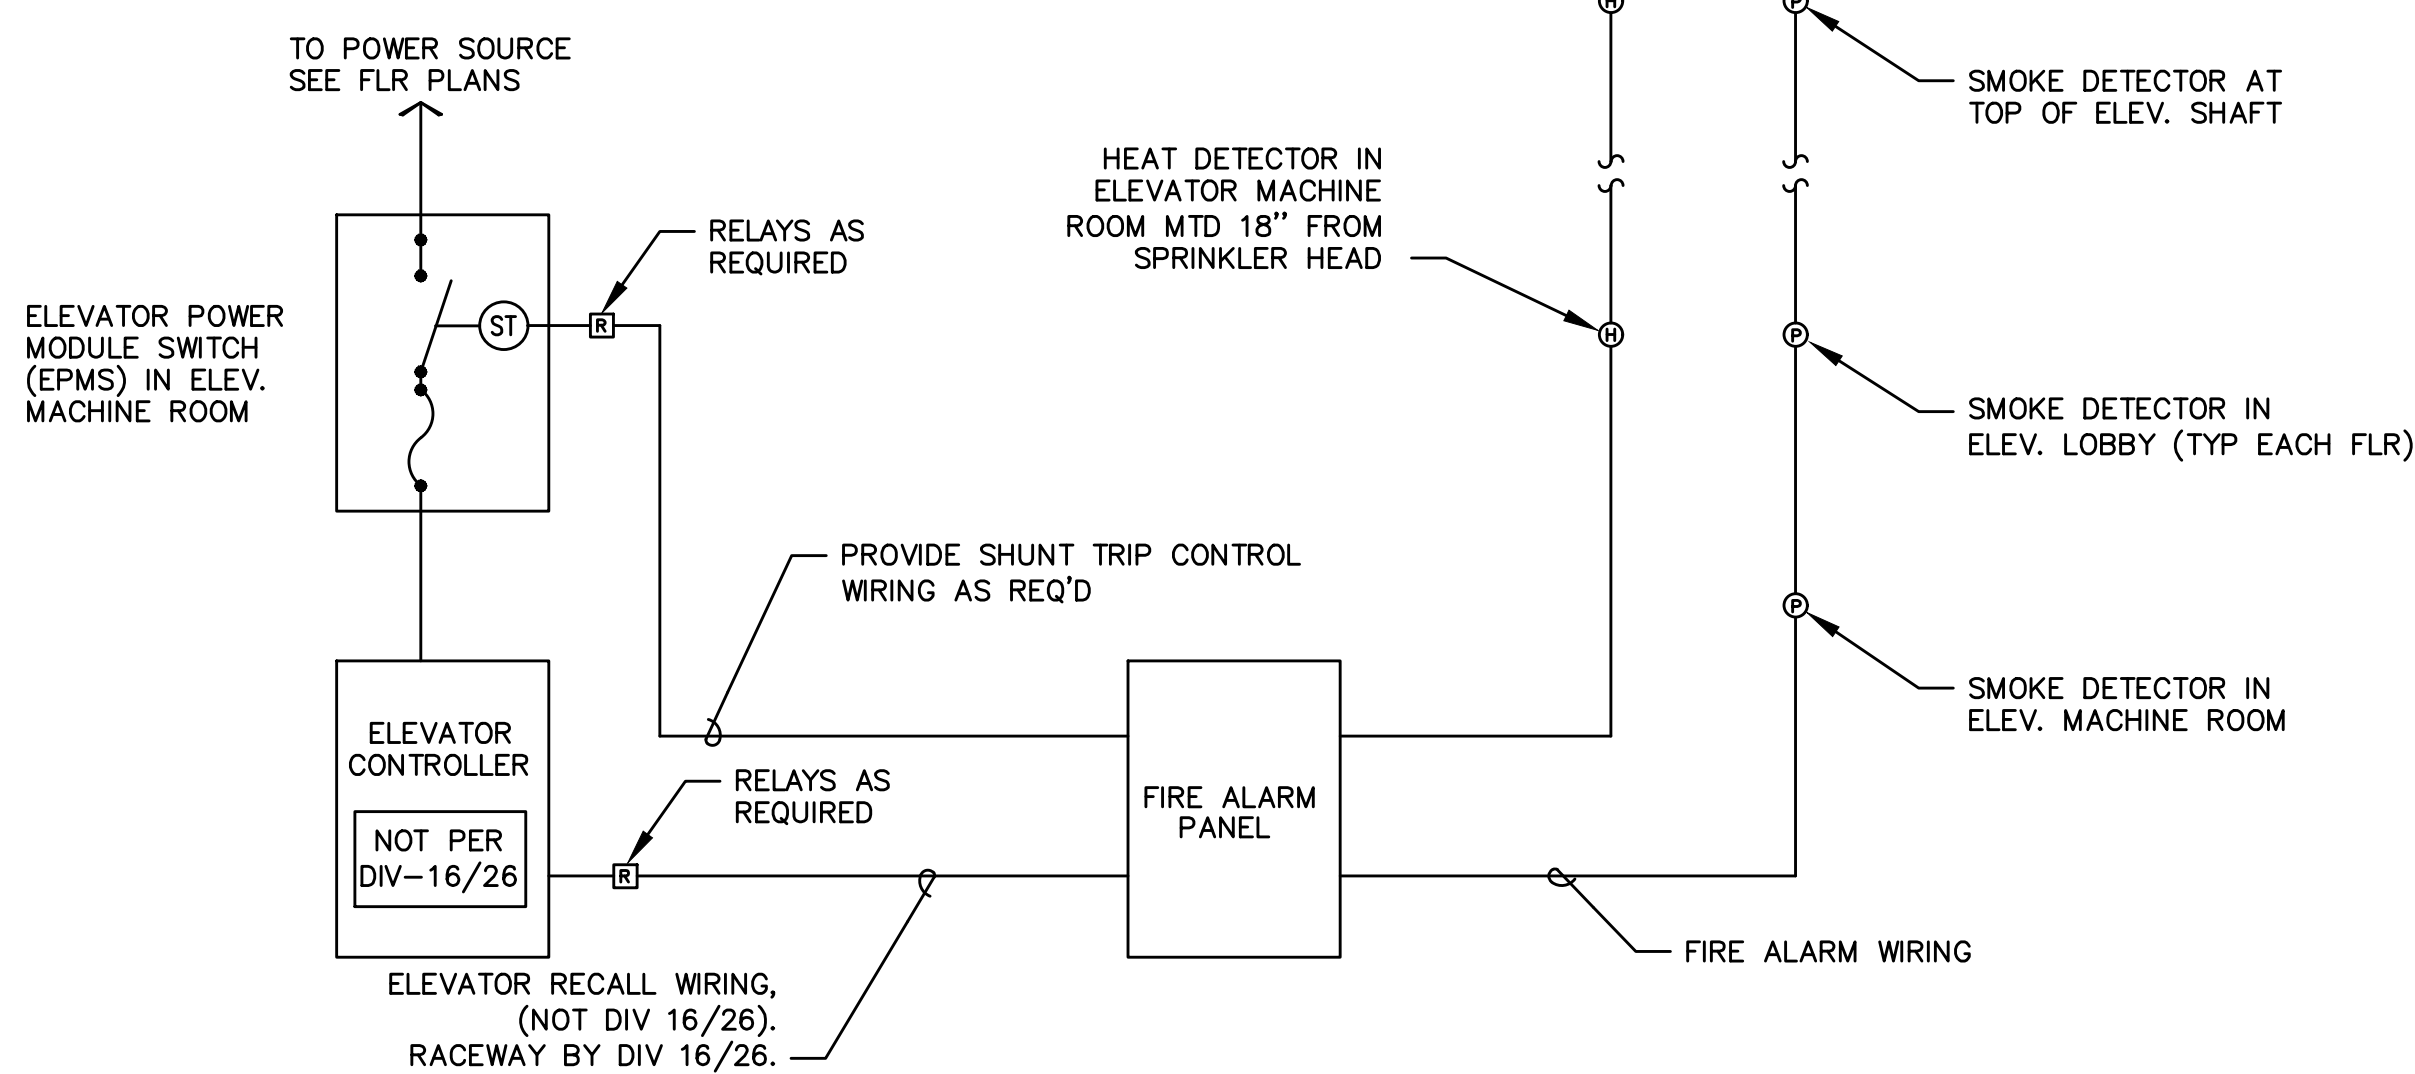 H
P
TO POWER SOURCE
SEE FLR PLANS
SMOKE DETECTOR AT
TOP OF ELEV. SHAFT
HEAT DETECTOR IN
ELEVATOR MACHINE
ROOM MTD 18" FROM
SPRINKLER HEAD
RELAYS AS
REQUIRED
ELEVATOR POWER
MODULE SWITCH
(EPMS) IN ELEV.
MACHINE ROOM
ST
R
H
P
SMOKE DETECTOR IN
ELEV. LOBBY (TYP EACH FLR)
PROVIDE SHUNT TRIP CONTROL
WIRING AS REQ'D
P
SMOKE DETECTOR IN
ELEV. MACHINE ROOM
ELEVATOR
CONTROLLER
NOT PER
DIV-16/26
RELAYS AS
REQUIRED
R
FIRE ALARM
PANEL
FIRE ALARM WIRING
ELEVATOR RECALL WIRING,
(NOT DIV 16/26).
RACEWAY BY DIV 16/26.